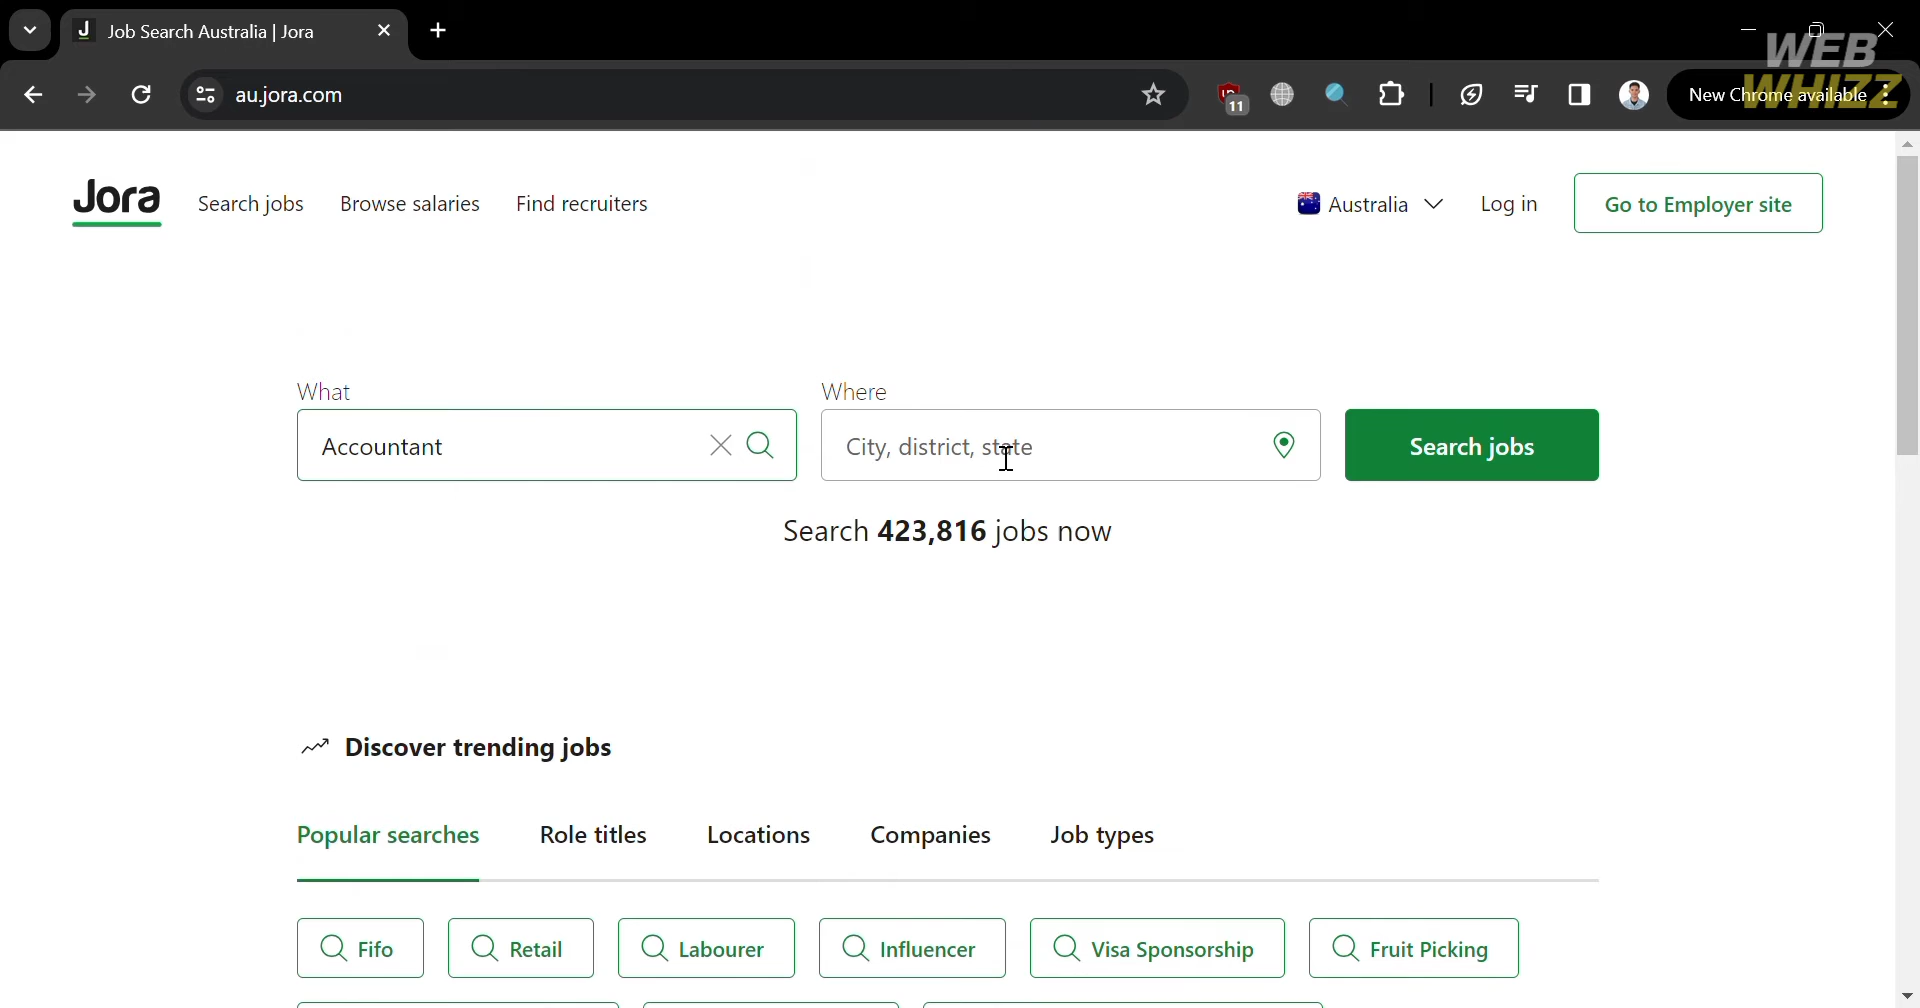 Job Search Australia | Jora
au.jora.com
11
New Chrome available
WEB
WHIZZ
Jora
Search jobs
Browse salaries
Find recruiters
Australia
Log in
Go to Employer site
What
Where
Accountant
City, district, state
Search jobs
Search 423,816 jobs now
Discover trending jobs
Popular searches
Role titles
Locations
Companies
Job types
Fifo
Retail
Labourer
Influencer
Visa Sponsorship
Fruit Picking